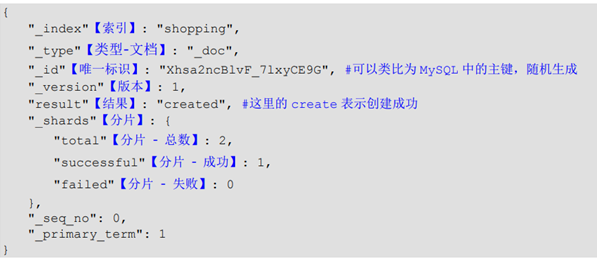 {
"_index"【索引】: "shopping",
"_type"【类型-文档】: "_doc",
"_id"【唯一标识】: "Xhsa2ncBlvF_7lxyCE9G", #可以类比为 MySQL 中的主键，随机生成
"_version"【版本】: 1,
"result"【结果】: "created", #这里的 create 表示创建成功
"_shards"【分片】: {
"total"【分片 - 总数】: 2,
"successful"【分片 - 成功】: 1,
"failed"【分片 - 失败】: 0
},
"_seq_no": 0,
"_primary_term": 1
}